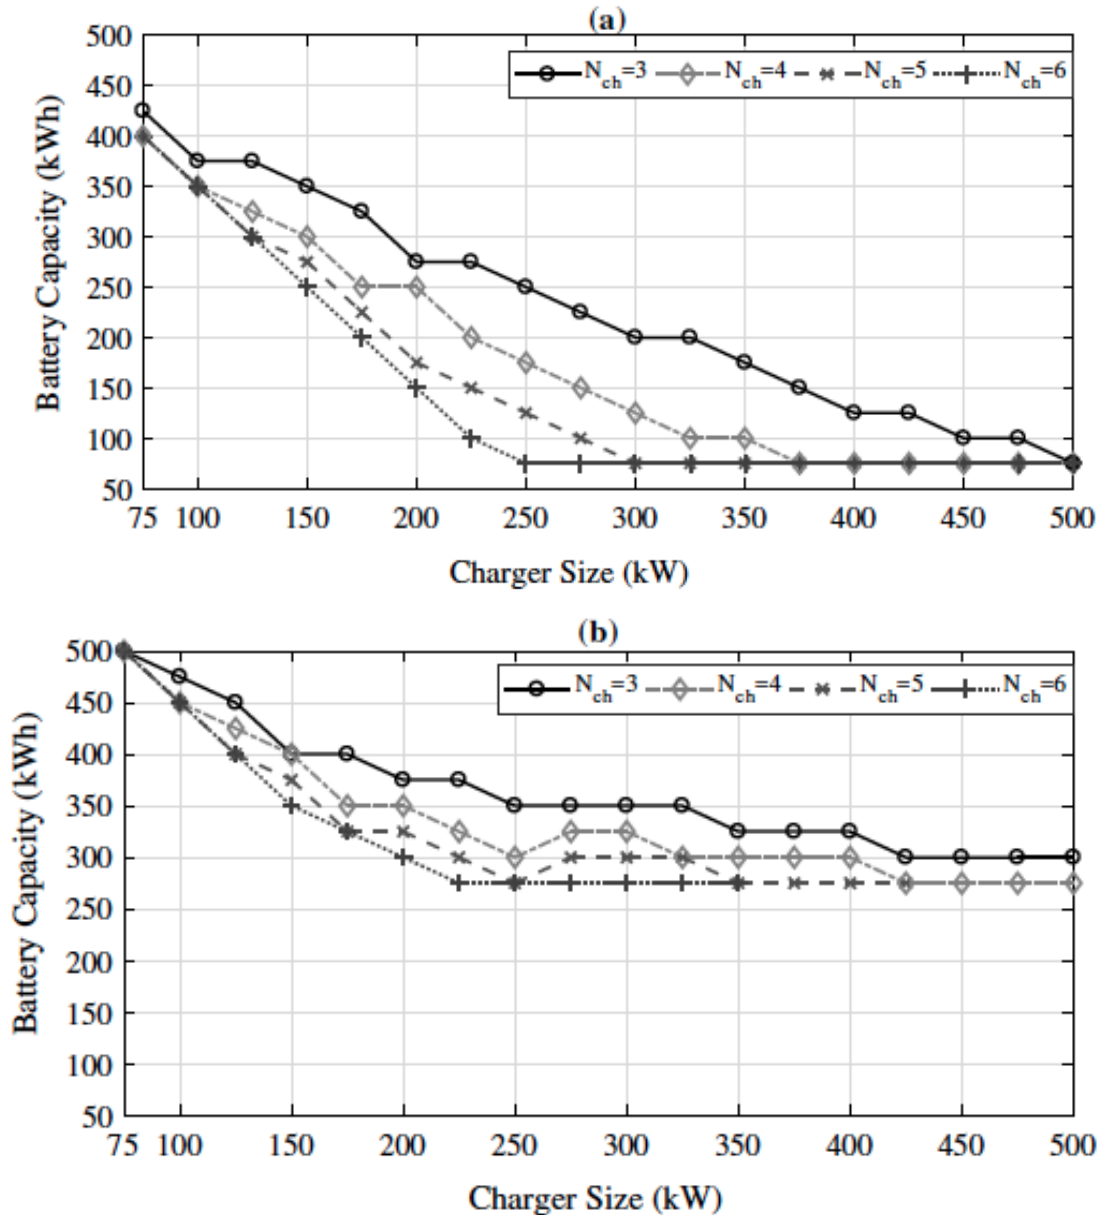 (a)
500
N_ch=3 N_ch=4 N_ch=5 N_ch=6
450
400
350
300
250
200
150
100
50
Battery Capacity (kWh)
75 100 150 200 250 300 350 400 450 500
Charger Size (kW)
(b)
500
N_ch=3 N_ch=4 N_ch=5 N_ch=6
450
400
350
300
250
200
150
100
50
Battery Capacity (kWh)
75 100 150 200 250 300 350 400 450 500
Charger Size (kW)